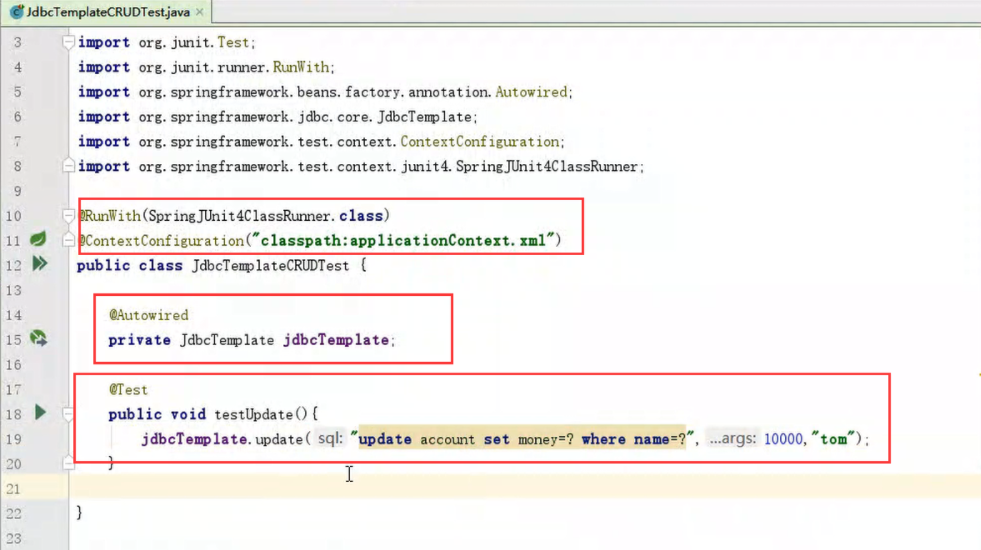 JdbcTemplateCRUDTest.java
3 import org.junit.Test;
4 import org.junit.runner.RunWith;
5 import org.springframework.beans.factory.annotation.Autowired;
6 import org.springframework.jdbc.core.JdbcTemplate;
7 import org.springframework.test.context.ContextConfiguration;
8 import org.springframework.test.context.junit4.SpringJUnit4ClassRunner;
9
10 @RunWith(SpringJUnit4ClassRunner.class)
11 @ContextConfiguration("classpath:applicationContext.xml")
12 public class JdbcTemplateCRUDTest {
13
14 @Autowired
15 private JdbcTemplate jdbcTemplate;
16
17 @Test
18 public void testUpdate(){
19 jdbcTemplate.update( sql: "update account set money=? where name=?", ...args: 10000,"tom");
20 }
21
22 }
23